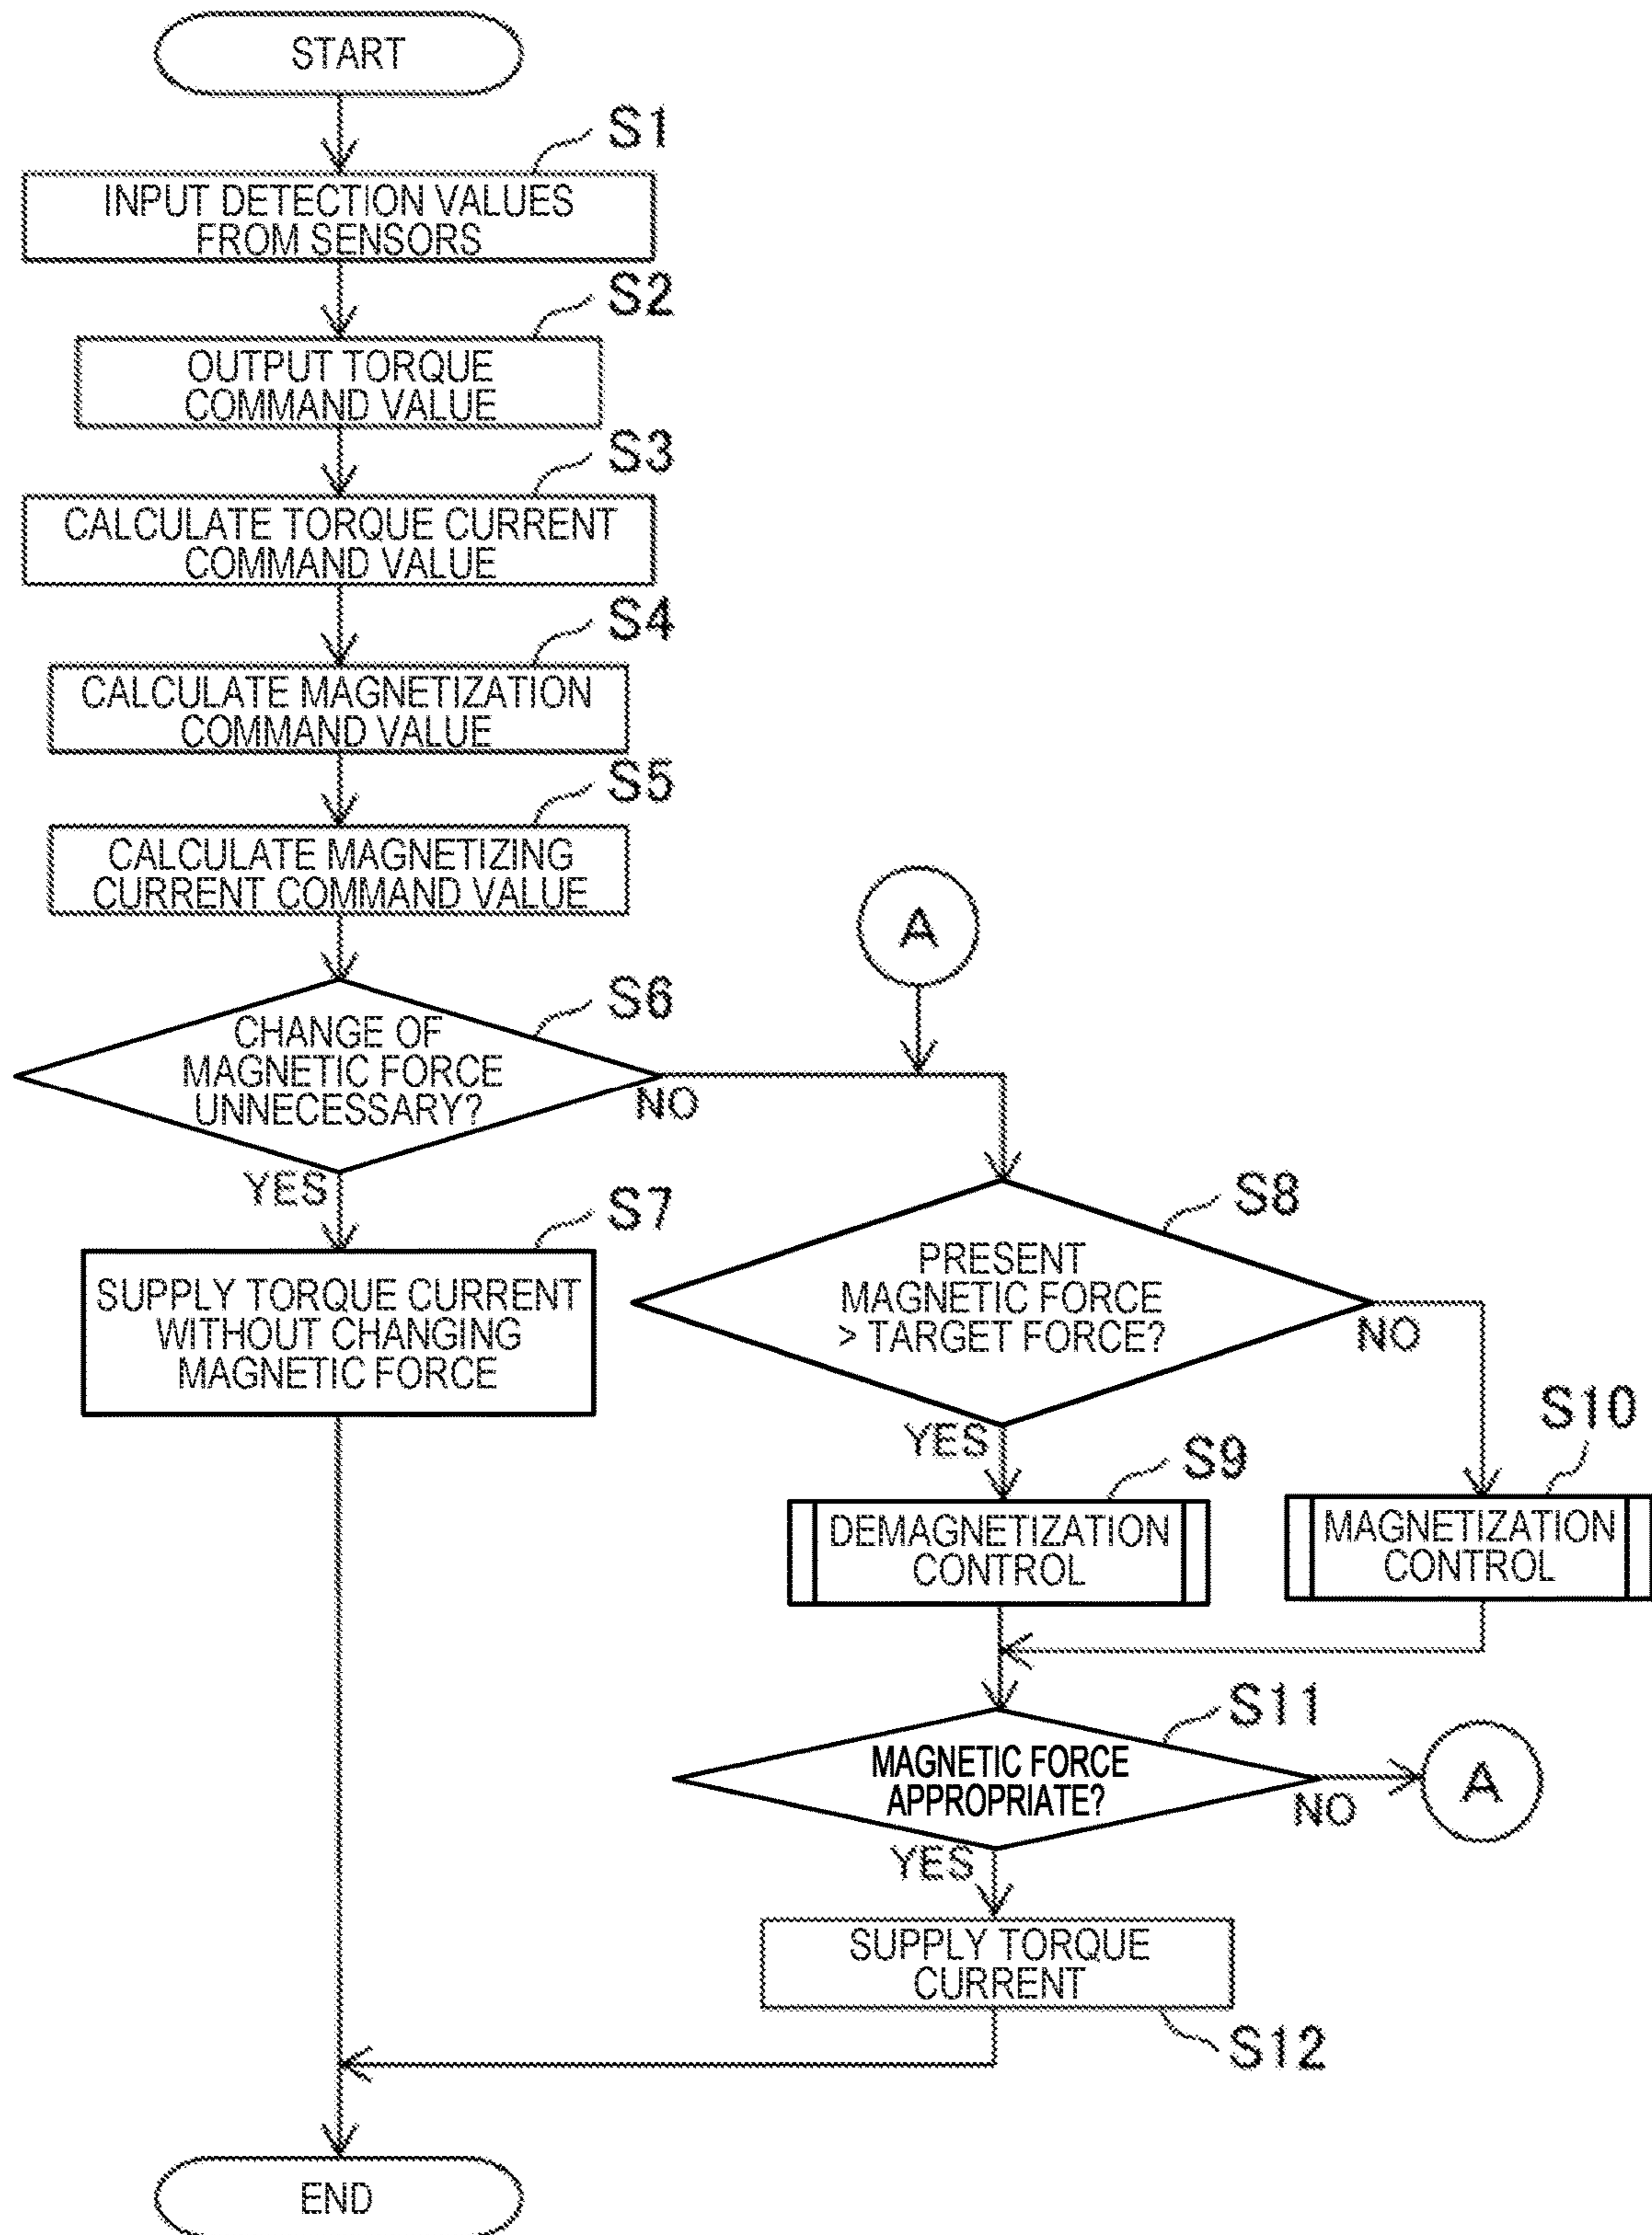 START
S1
INPUT DETECTION VALUES
FROM SENSORS
S2
OUTPUT TORQUE
COMMAND VALUE
S3
CALCULATE TORQUE CURRENT
COMMAND VALUE
S4
CALCULATE MAGNETIZATION
COMMAND VALUE
S5
CALCULATE MAGNETIZING
CURRENT COMMAND VALUE
A
S6
CHANGE OF
MAGNETIC FORCE
UNNECESSARY?
NO
YES
S7
SUPPLY TORQUE CURRENT
WITHOUT CHANGING
MAGNETIC FORCE
S8
PRESENT
MAGNETIC FORCE
> TARGET FORCE?
NO
YES
S9
DEMAGNETIZATION
CONTROL
S10
MAGNETIZATION
CONTROL
S11
MAGNETIC FORCE
APPROPRIATE?
NO
A
YES
SUPPLY TORQUE
CURRENT
S12
END